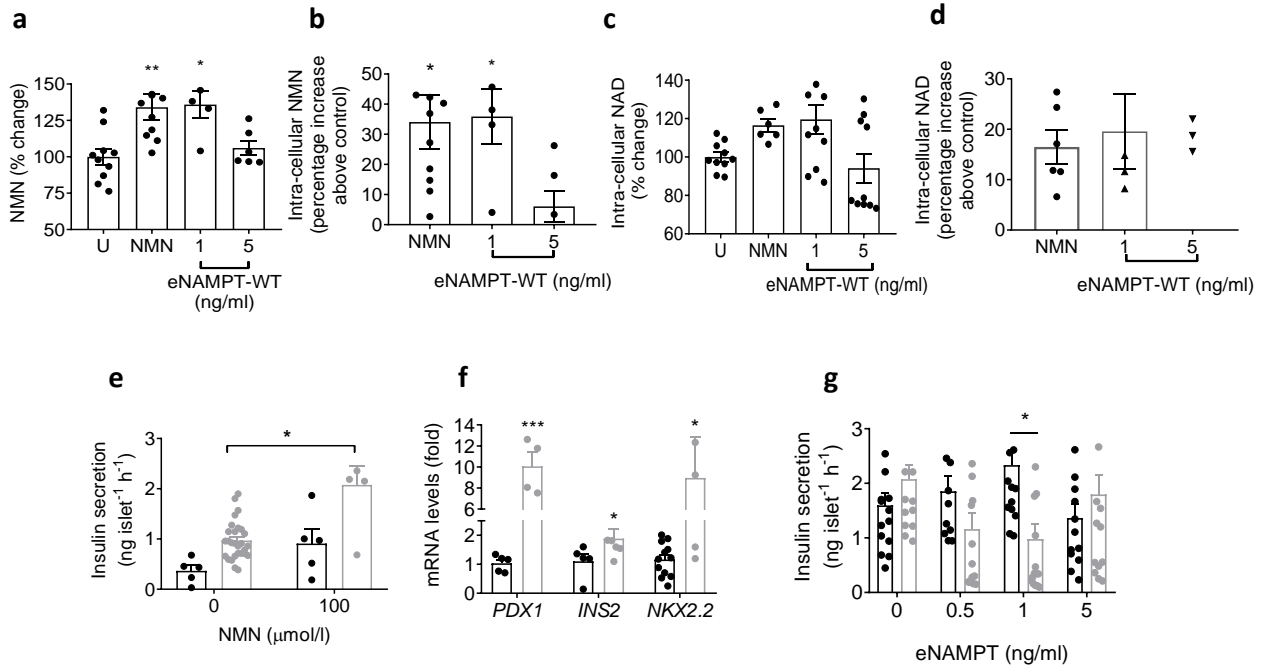 a
NMN (% change)
150
100
50
**
*
U NMN 1 5
eNAMPT-WT
(ng/ml)
b
Intra-cellular NMN
(percentage increase
above control)
50
40
30
20
10
0
*
*
NMN 1 5
eNAMPT-WT (ng/ml)
c
Intra-cellular NAD
(% change)
140
120
100
80
60
U NMN 1 5
eNAMPT-WT (ng/ml)
d
Intra-cellular NAD
(percentage increase
above control)
30
20
10
0
NMN 1 5
eNAMPT-WT (ng/ml)
e
Insulin secretion
(ng islet⁻¹ h⁻¹)
3
2
1
0
*
0 100
NMN (μmol/l)
f
mRNA levels (fold)
14
12
10
8
6
2
1
0
***
*
*
PDX1 INS2 NKX2.2
g
Insulin secretion
(ng islet⁻¹ h⁻¹)
3
2
1
0
*
0 0.5 1 5
eNAMPT (ng/ml)